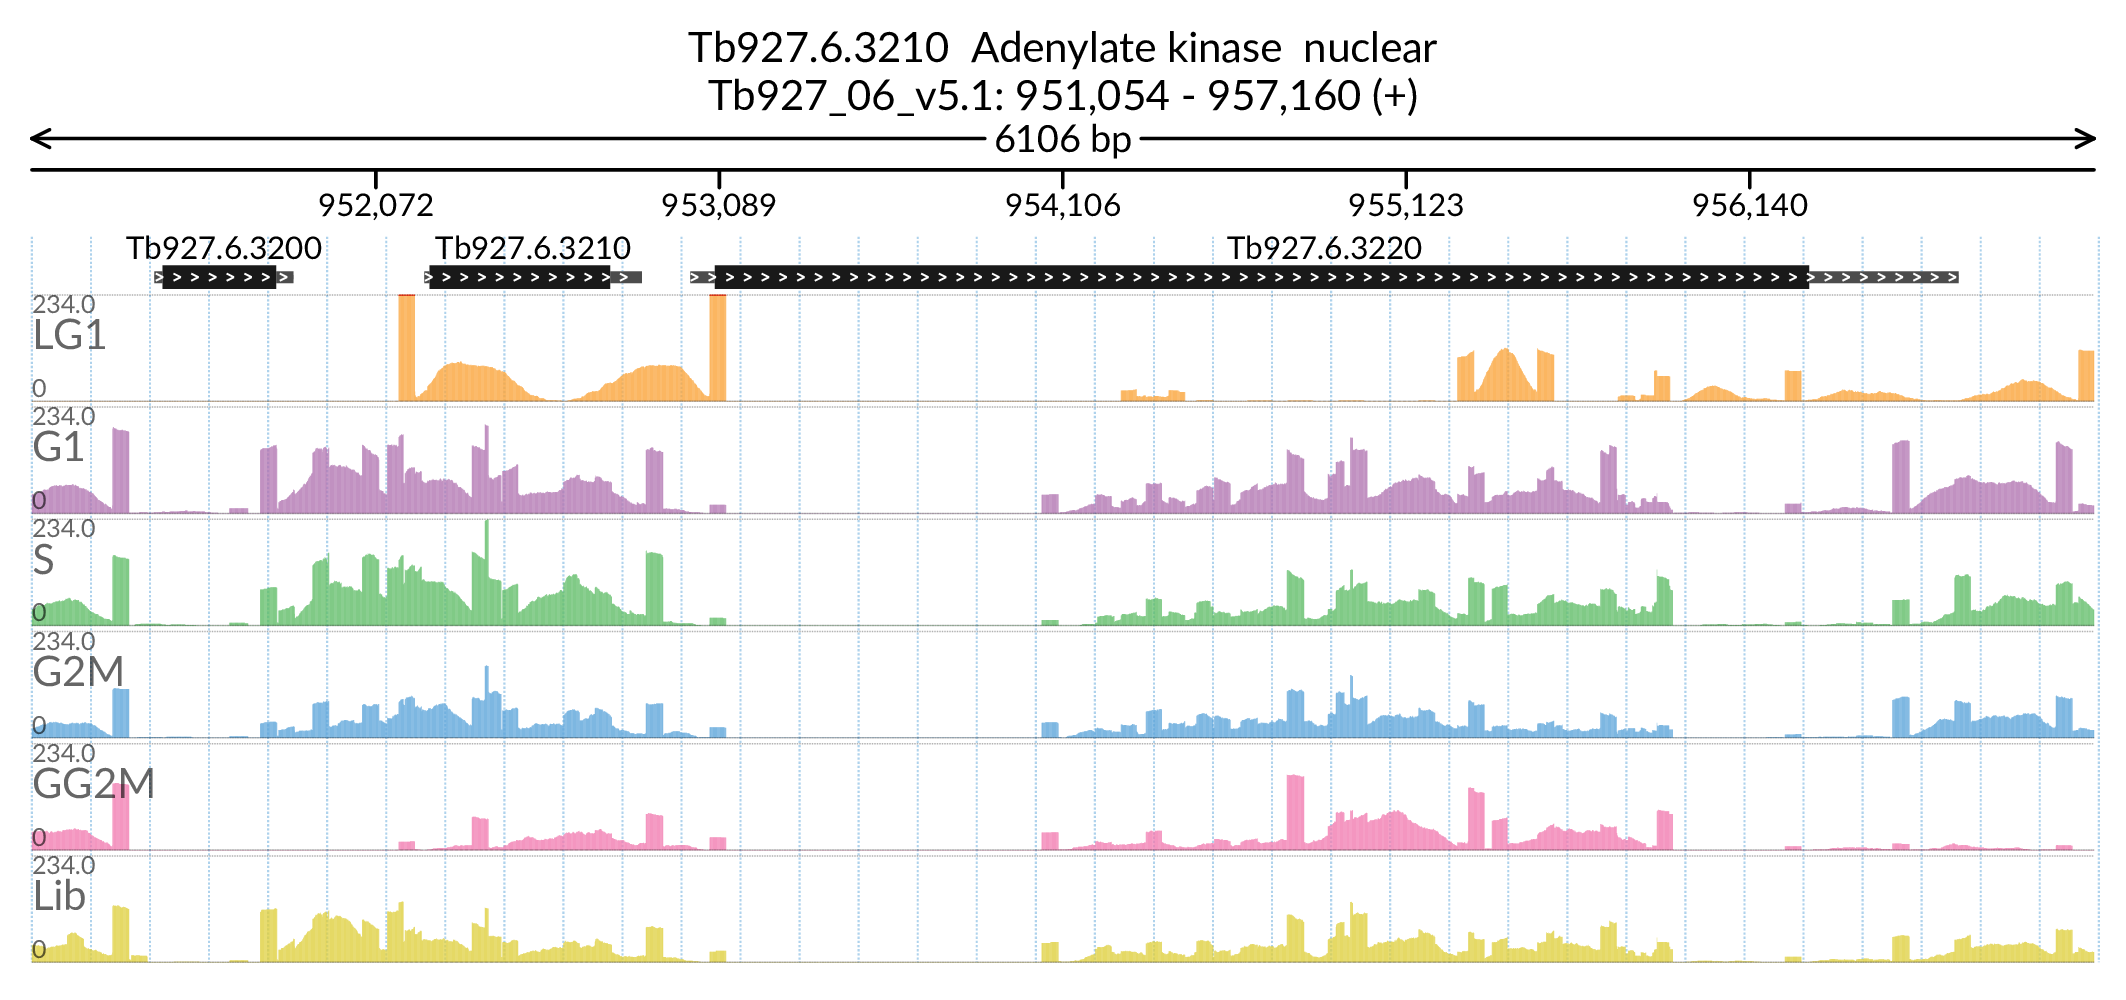 Tb927.6.3210  Adenylate kinase  nuclear
Tb927_06_v5.1: 951,054 - 957,160 (+)
6106 bp
952,072 953,089 954,106 955,123 956,140
Tb927.6.3200 Tb927.6.3210 Tb927.6.3220
234.0
LG1
0
234.0
G1
0
234.0
S
0
234.0
G2M
0
234.0
GG2M
0
234.0
Lib
0